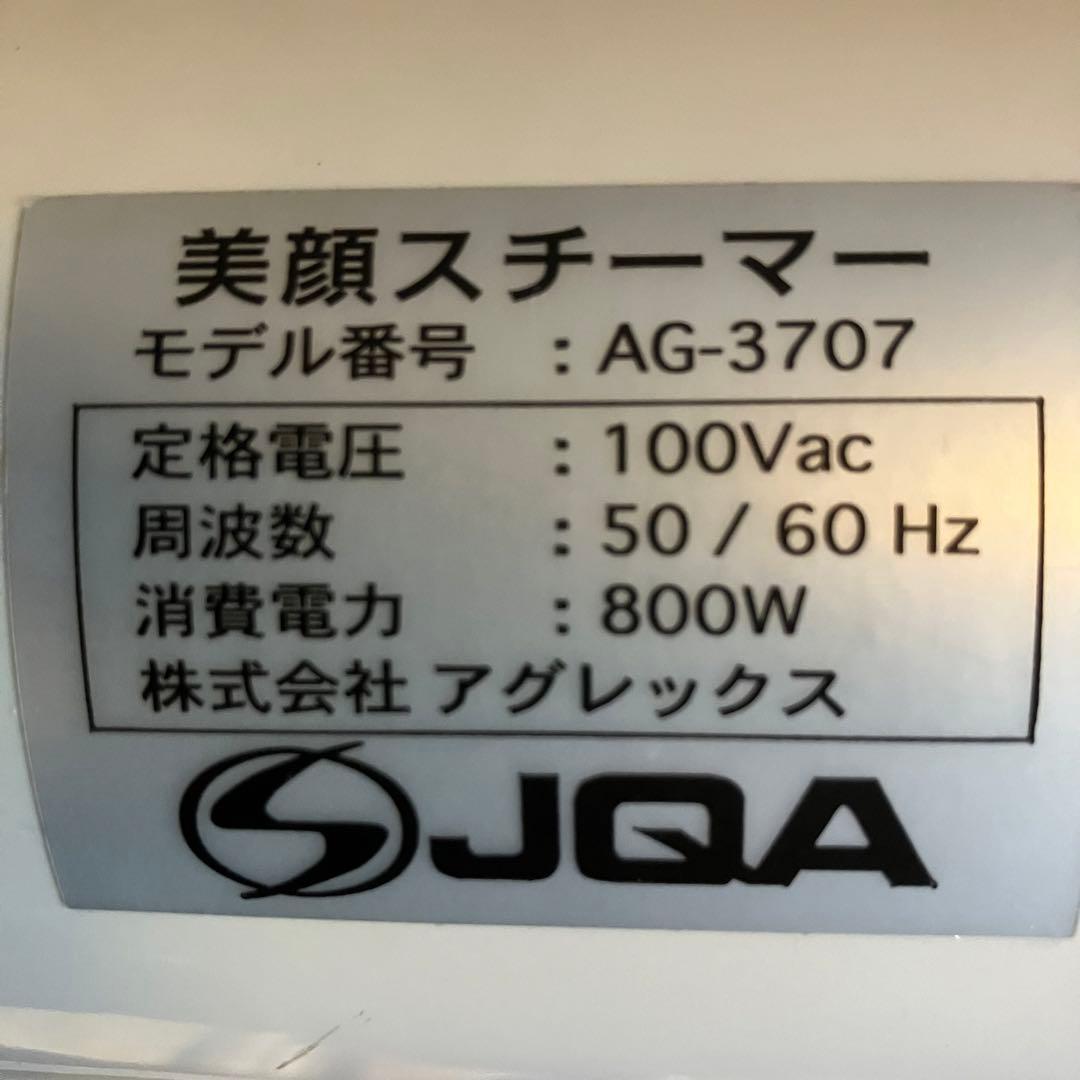 美顔スチーマー
モデル番号 : AG-3707
定格電圧 : 100Vac
周波数 : 50 / 60 Hz
消費電力 : 800W
株式会社 アグレックス
JQA